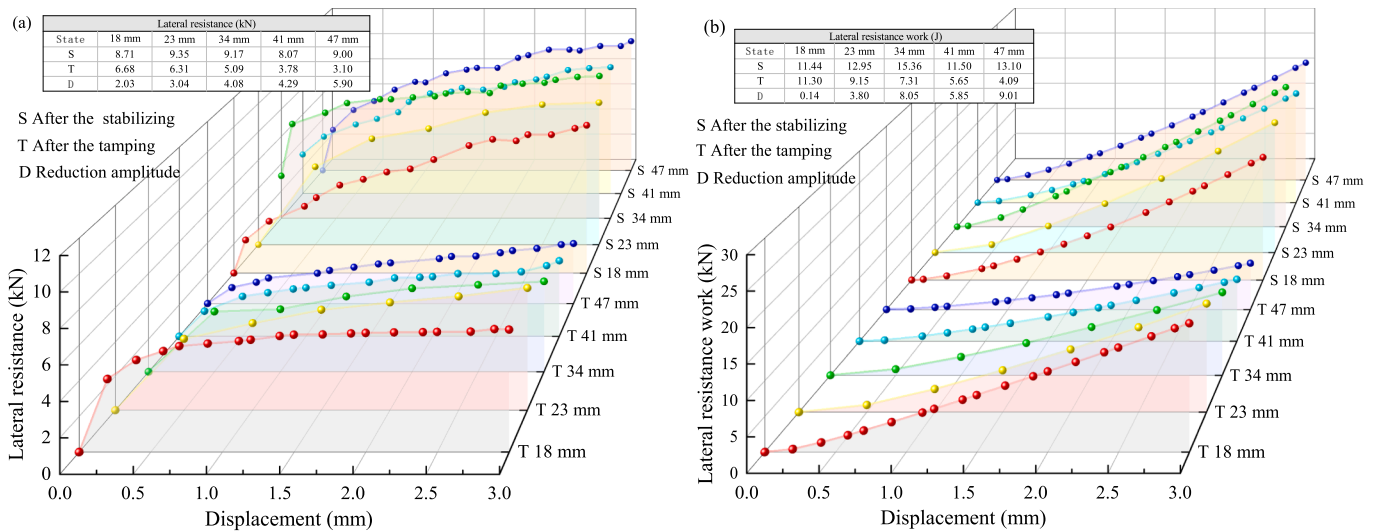 (a)
Lateral resistance (kN)
State 18 mm 23 mm 34 mm 41 mm 47 mm
S 8.71 9.35 9.17 8.07 9.00
T 6.68 6.31 5.09 3.78 3.10
D 2.03 3.04 4.08 4.29 5.90
S After the stabilizing
T After the tamping
D Reduction amplitude
S 47 mm
S 41 mm
S 34 mm
S 23 mm
S 18 mm
T 47 mm
T 41 mm
T 34 mm
T 23 mm
T 18 mm
Lateral resistance (kN)
12
10
8
6
4
2
0
0.0 0.5 1.0 1.5 2.0 2.5 3.0
Displacement (mm)
(b)
Lateral resistance work (J)
State 18 mm 23 mm 34 mm 41 mm 47 mm
S 11.44 12.95 15.36 11.50 13.10
T 11.30 9.15 7.31 5.65 4.09
D 0.14 3.80 8.05 5.85 9.01
S After the stabilizing
T After the tamping
D Reduction amplitude
S 47 mm
S 41 mm
S 34 mm
S 23 mm
S 18 mm
T 47 mm
T 41 mm
T 34 mm
T 23 mm
T 18 mm
Lateral resistance work (kN)
30
25
20
15
10
5
0
0.0 0.5 1.0 1.5 2.0 2.5 3.0
Displacement (mm)